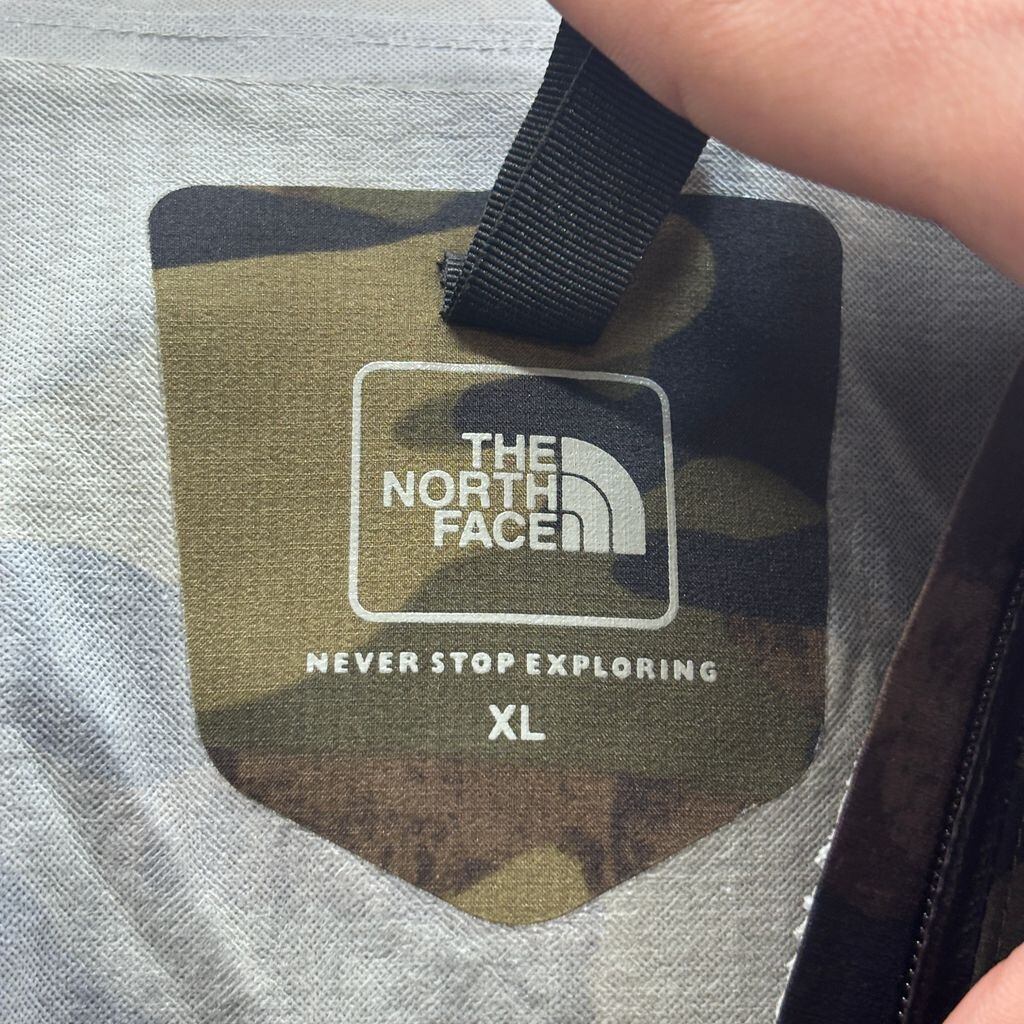 THE
NORTH
FACE
NEVER STOP EXPLORING
XL